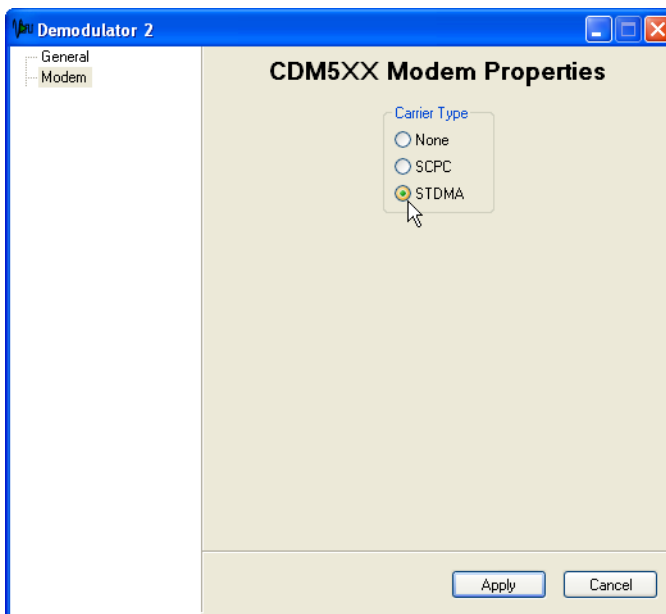 Demodulator 2
General
Modem
CDM5XX Modem Properties
Carrier Type
None
SCPC
STDMA
Apply
Cancel